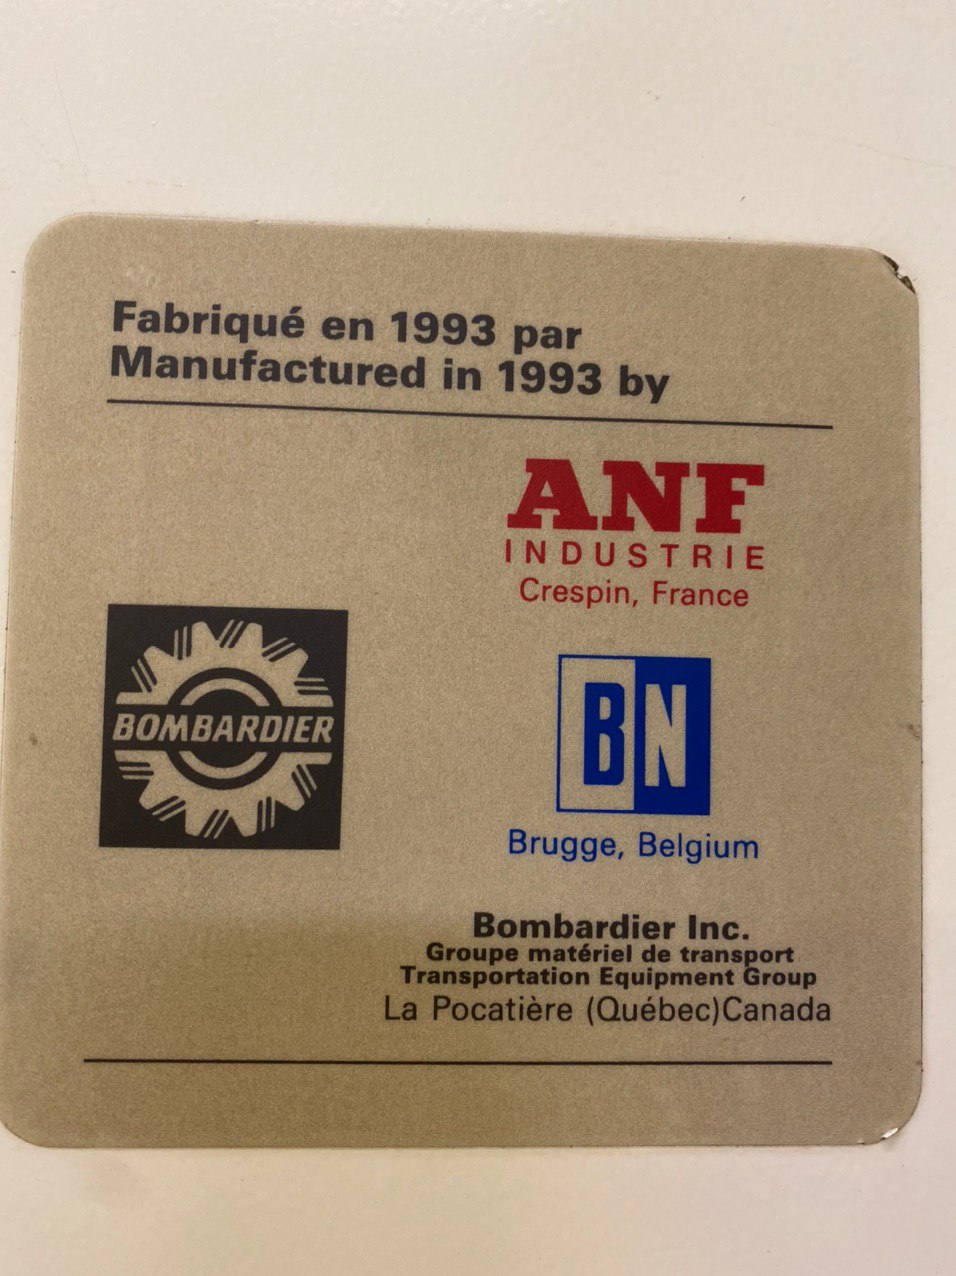 Fabriqué en 1993 par
Manufactured in 1993 by
ANF
INDUSTRIE
Crespin, France
BOMBARDIER
BN
Brugge, Belgium
Bombardier Inc.
Groupe matériel de transport
Transportation Equipment Group
La Pocatière (Québec)Canada